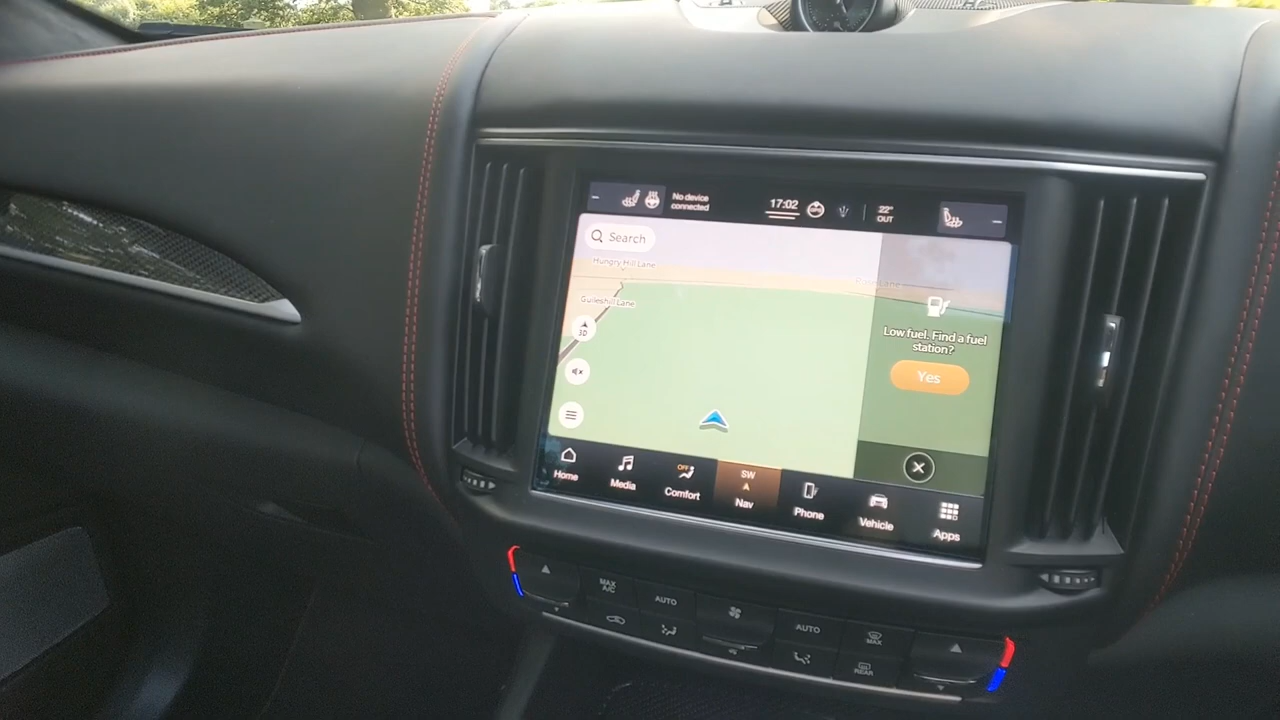 No device
connected
17:02
22°
OUT
Search
Hungry Hill Lane
Guileshill Lane
3D
Low fuel. Find a fuel
station?
Yes
Home
Media
OFF
Comfort
SW
Nav
Phone
Vehicle
Apps
MAX
A/C
AUTO
AUTO
MAX
REAR